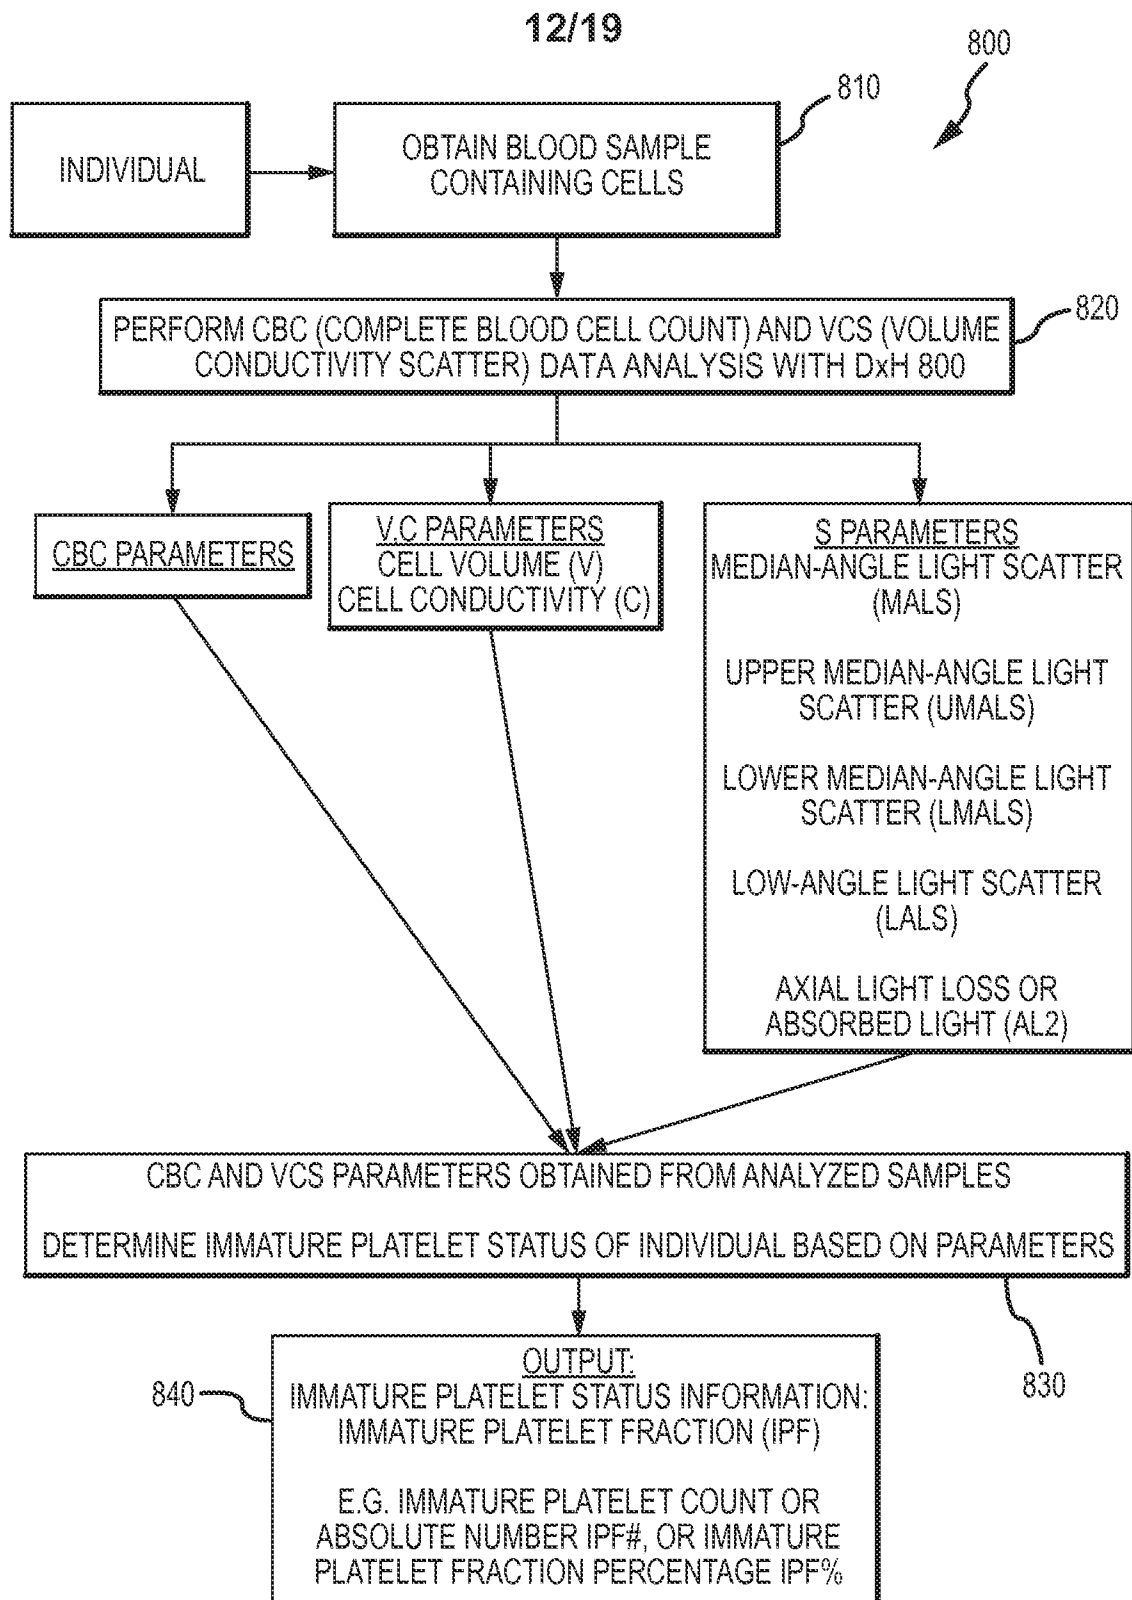 12/19
800
810
INDIVIDUAL
OBTAIN BLOOD SAMPLE
CONTAINING CELLS
820
PERFORM CBC (COMPLETE BLOOD CELL COUNT) AND VCS (VOLUME
CONDUCTIVITY SCATTER) DATA ANALYSIS WITH DxH 800
CBC PARAMETERS
V.C PARAMETERS
CELL VOLUME (V)
CELL CONDUCTIVITY (C)
S PARAMETERS
MEDIAN-ANGLE LIGHT SCATTER
(MALS)
UPPER MEDIAN-ANGLE LIGHT
SCATTER (UMALS)
LOWER MEDIAN-ANGLE LIGHT
SCATTER (LMALS)
LOW-ANGLE LIGHT SCATTER
(LALS)
AXIAL LIGHT LOSS OR
ABSORBED LIGHT (AL2)
CBC AND VCS PARAMETERS OBTAINED FROM ANALYZED SAMPLES
DETERMINE IMMATURE PLATELET STATUS OF INDIVIDUAL BASED ON PARAMETERS
830
840
OUTPUT:
IMMATURE PLATELET STATUS INFORMATION:
IMMATURE PLATELET FRACTION (IPF)
E.G. IMMATURE PLATELET COUNT OR
ABSOLUTE NUMBER IPF#, OR IMMATURE
PLATELET FRACTION PERCENTAGE IPF%